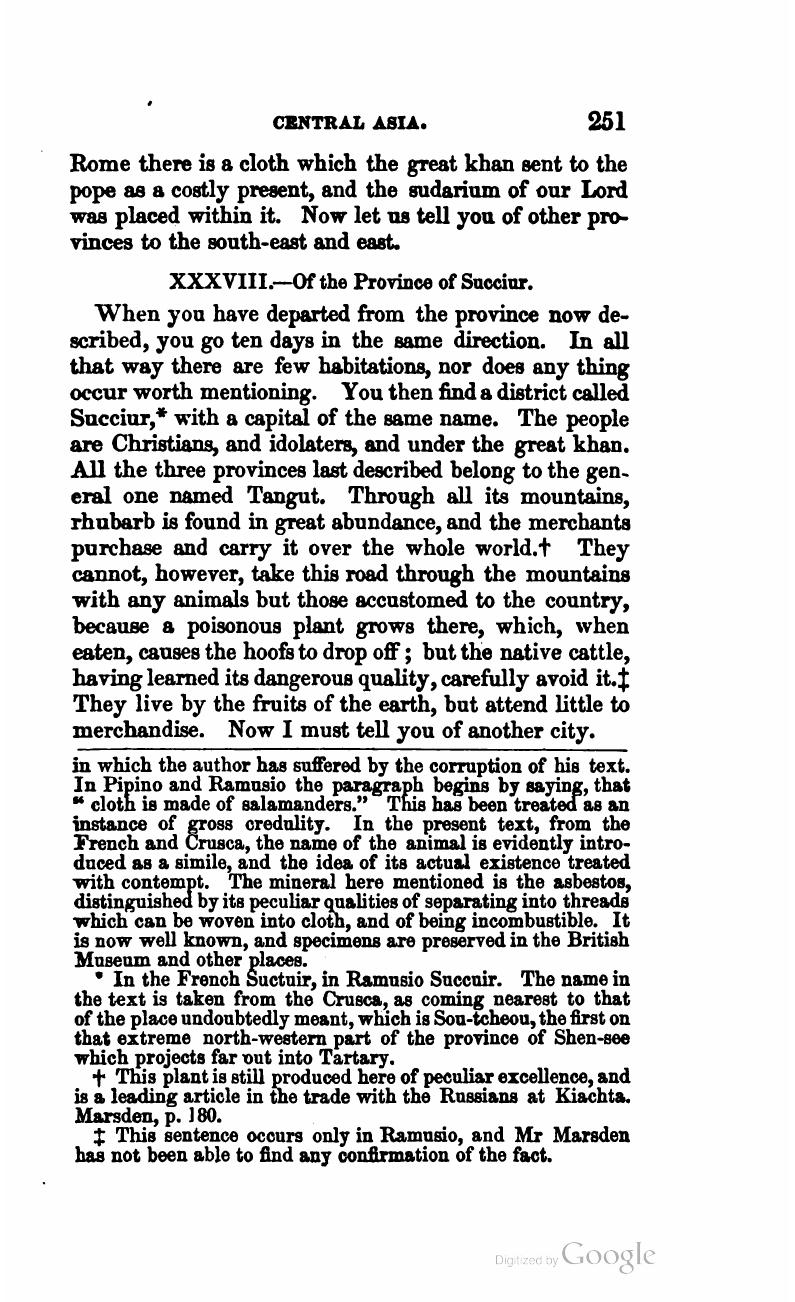 CENTRAL ASIA. 251
Rome there is a cloth which the great khan sent to the
pope as a costly present, and the sudarium of our Lord
was placed within it. Now let us tell you of other pro-
vinces to the south-east and east.
XXXVIII.—Of the Province of Succiur.
When you have departed from the province now de-
scribed, you go ten days in the same direction. In all
that way there are few habitations, nor does any thing
occur worth mentioning. You then find a district called
Succiur,* with a capital of the same name. The people
are Christians, and idolaters, and under the great khan.
All the three provinces last described belong to the gen-
eral one named Tangut. Through all its mountains,
rhubarb is found in great abundance, and the merchants
purchase and carry it over the whole world.† They
cannot, however, take this road through the mountains
with any animals but those accustomed to the country,
because a poisonous plant grows there, which, when
eaten, causes the hoofs to drop off; but the native cattle,
having learned its dangerous quality, carefully avoid it.‡
They live by the fruits of the earth, but attend little to
merchandise. Now I must tell you of another city.
in which the author has suffered by the corruption of his text.
In Pipino and Ramusio the paragraph begins by saying, that
“ cloth is made of salamanders.” This has been treated as an
instance of gross credulity. In the present text, from the
French and Crusca, the name of the animal is evidently intro-
duced as a simile, and the idea of its actual existence treated
with contempt. The mineral here mentioned is the asbestos,
distinguished by its peculiar qualities of separating into threads
which can be woven into cloth, and of being incombustible. It
is now well known, and specimens are preserved in the British
Museum and other places.
* In the French Suctuir, in Ramusio Succuir. The name in
the text is taken from the Crusca, as coming nearest to that
of the place undoubtedly meant, which is Sou-tcheou, the first on
that extreme north-western part of the province of Shen-see
which projects far out into Tartary.
† This plant is still produced here of peculiar excellence, and
is a leading article in the trade with the Russians at Kiachta.
Marsden, p. 180.
‡ This sentence occurs only in Ramusio, and Mr Marsden
has not been able to find any confirmation of the fact.
Digitized by Google